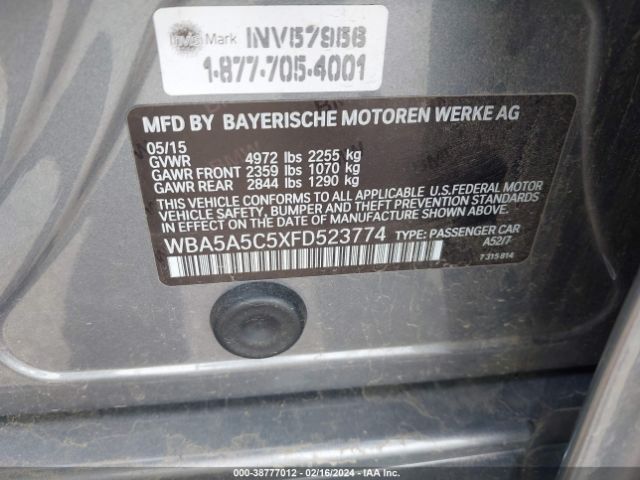 Mark INV57956
1-877-705-4001
MFD BY BAYERISCHE MOTOREN WERKE AG
05/15
GVWR 4972 lbs 2255 kg
GAWR FRONT 2359 lbs 1070 kg
GAWR REAR 2844 lbs 1290 kg
THIS VEHICLE CONFORMS TO ALL APPLICABLE U.S.FEDERAL MOTOR
VEHICLE SAFETY, BUMPER AND THEFT PREVENTION STANDARDS
IN EFFECT ON THE DATE OF MANUFACTURE SHOWN ABOVE.
WBA5A5C5XFD523774 TYPE: PASSENGER CAR
A52/7
7 315 814
000-38777012 - 02/16/2024 - IAA Inc.